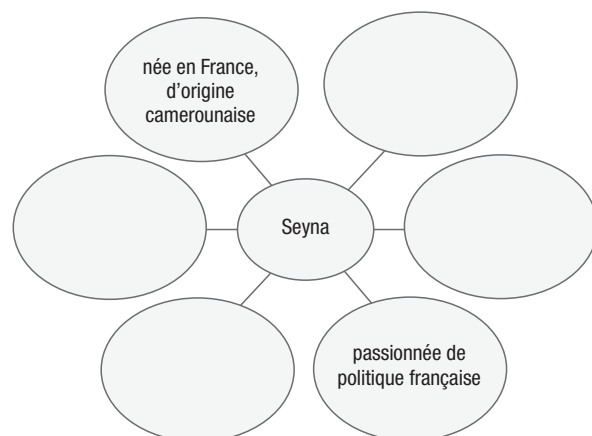 née en France,
d'origine
camerounaise
Seyna
passionnée de
politique française